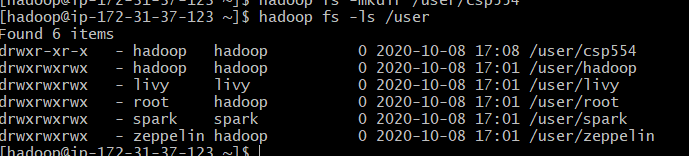 [hadoop@ip-172-31-37-123 ~]$ hadoop fs -mkdir /user/csp554
[hadoop@ip-172-31-37-123 ~]$ hadoop fs -ls /user
Found 6 items
drwxr-xr-x   - hadoop   hadoop          0 2020-10-08 17:08 /user/csp554
drwxrwxrwx   - hadoop   hadoop          0 2020-10-08 17:01 /user/hadoop
drwxrwxrwx   - livy     livy            0 2020-10-08 17:01 /user/livy
drwxrwxrwx   - root     hadoop          0 2020-10-08 17:01 /user/root
drwxrwxrwx   - spark    spark           0 2020-10-08 17:01 /user/spark
drwxrwxrwx   - zeppelin hadoop          0 2020-10-08 17:01 /user/zeppelin
[hadoop@ip-172-31-37-123 ~]$